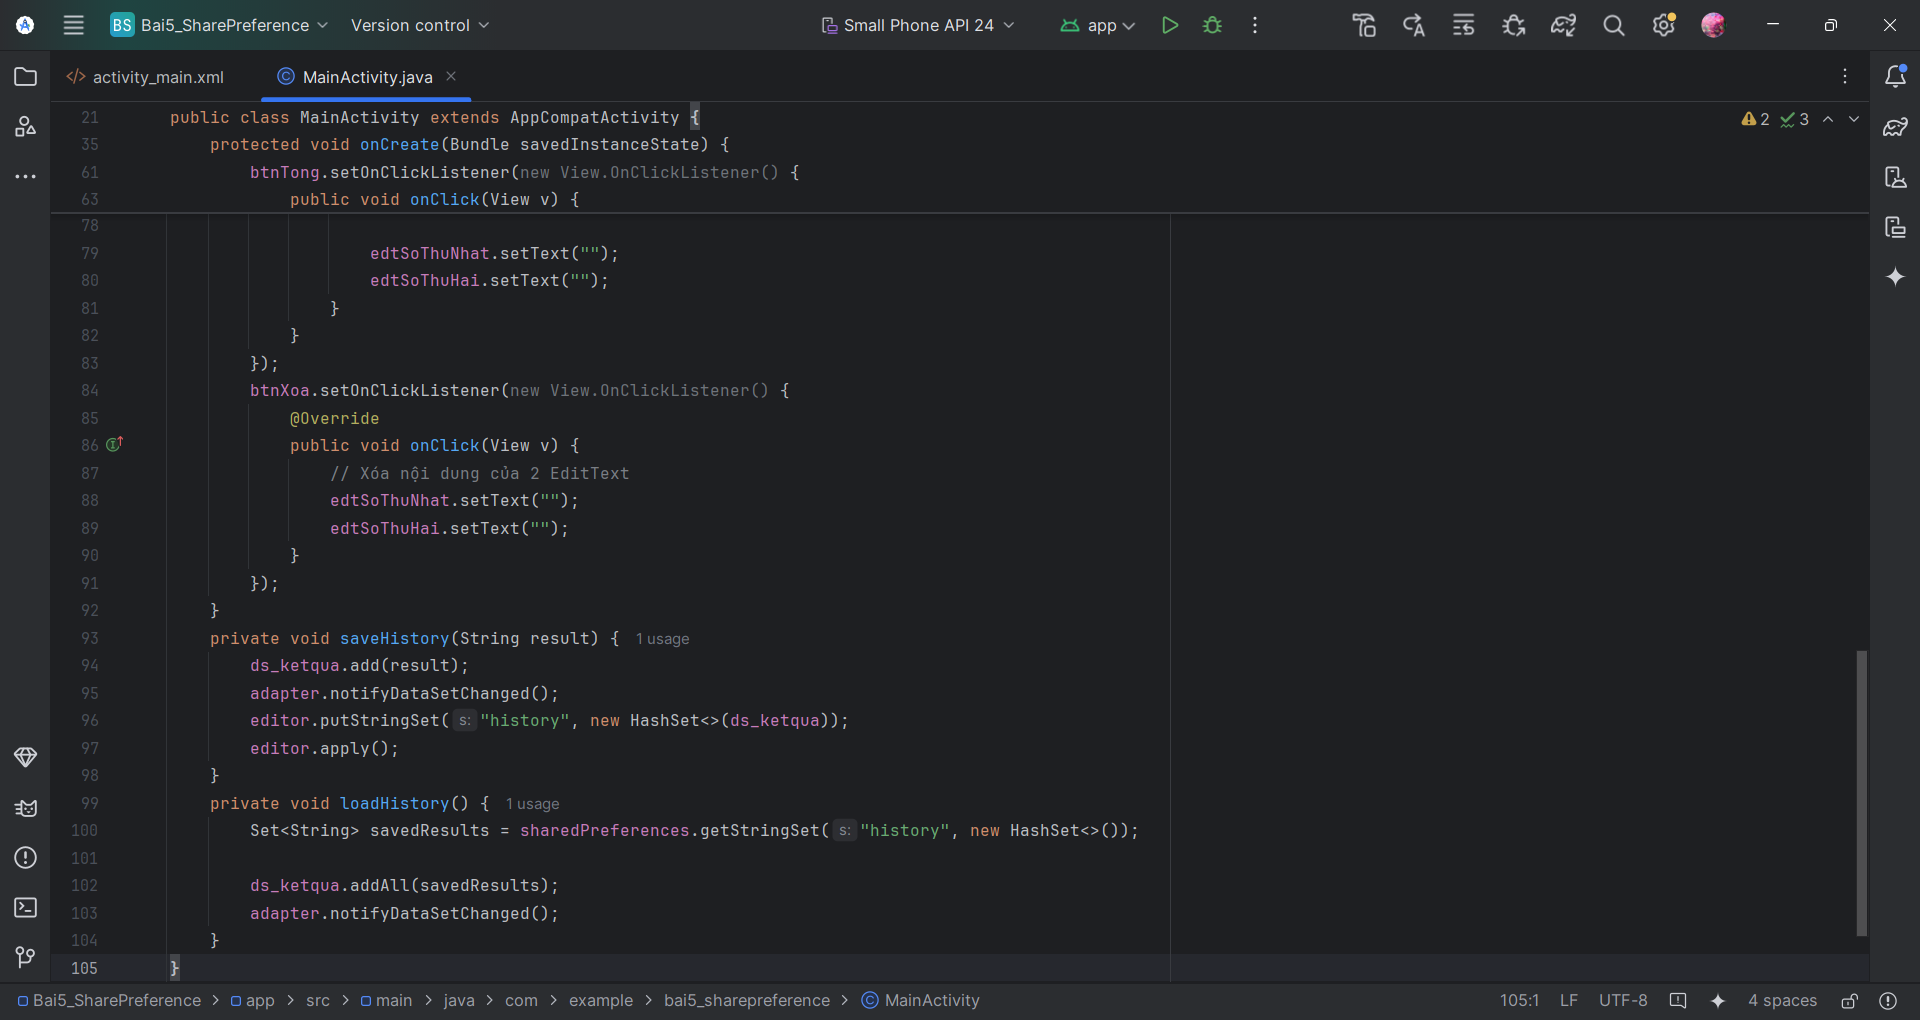 BS Bai5_SharePreference Version control Small Phone API 24 app
activity_main.xml MainActivity.java
21 public class MainActivity extends AppCompatActivity {
35 protected void onCreate(Bundle savedInstanceState) {
61 btnTong.setOnClickListener(new View.OnClickListener() {
63 public void onClick(View v) {
2 3
78
79 edtSoThuNhat.setText("");
80 edtSoThuHai.setText("");
81 }
82 }
83 });
84 btnXoa.setOnClickListener(new View.OnClickListener() {
85 @Override
86 public void onClick(View v) {
87 // Xóa nội dung của 2 EditText
88 edtSoThuNhat.setText("");
89 edtSoThuHai.setText("");
90 }
91 });
92 }
93 private void saveHistory(String result) { 1 usage
94 ds_ketqua.add(result);
95 adapter.notifyDataSetChanged();
96 editor.putStringSet( s: "history", new HashSet<>(ds_ketqua));
97 editor.apply();
98 }
99 private void loadHistory() { 1 usage
100 Set<String> savedResults = sharedPreferences.getStringSet( s: "history", new HashSet<>());
101
102 ds_ketqua.addAll(savedResults);
103 adapter.notifyDataSetChanged();
104 }
105 }
Bai5_SharePreference > app > src > main > java > com > example > bai5_sharepreference > MainActivity 105:1 LF UTF-8 4 spaces